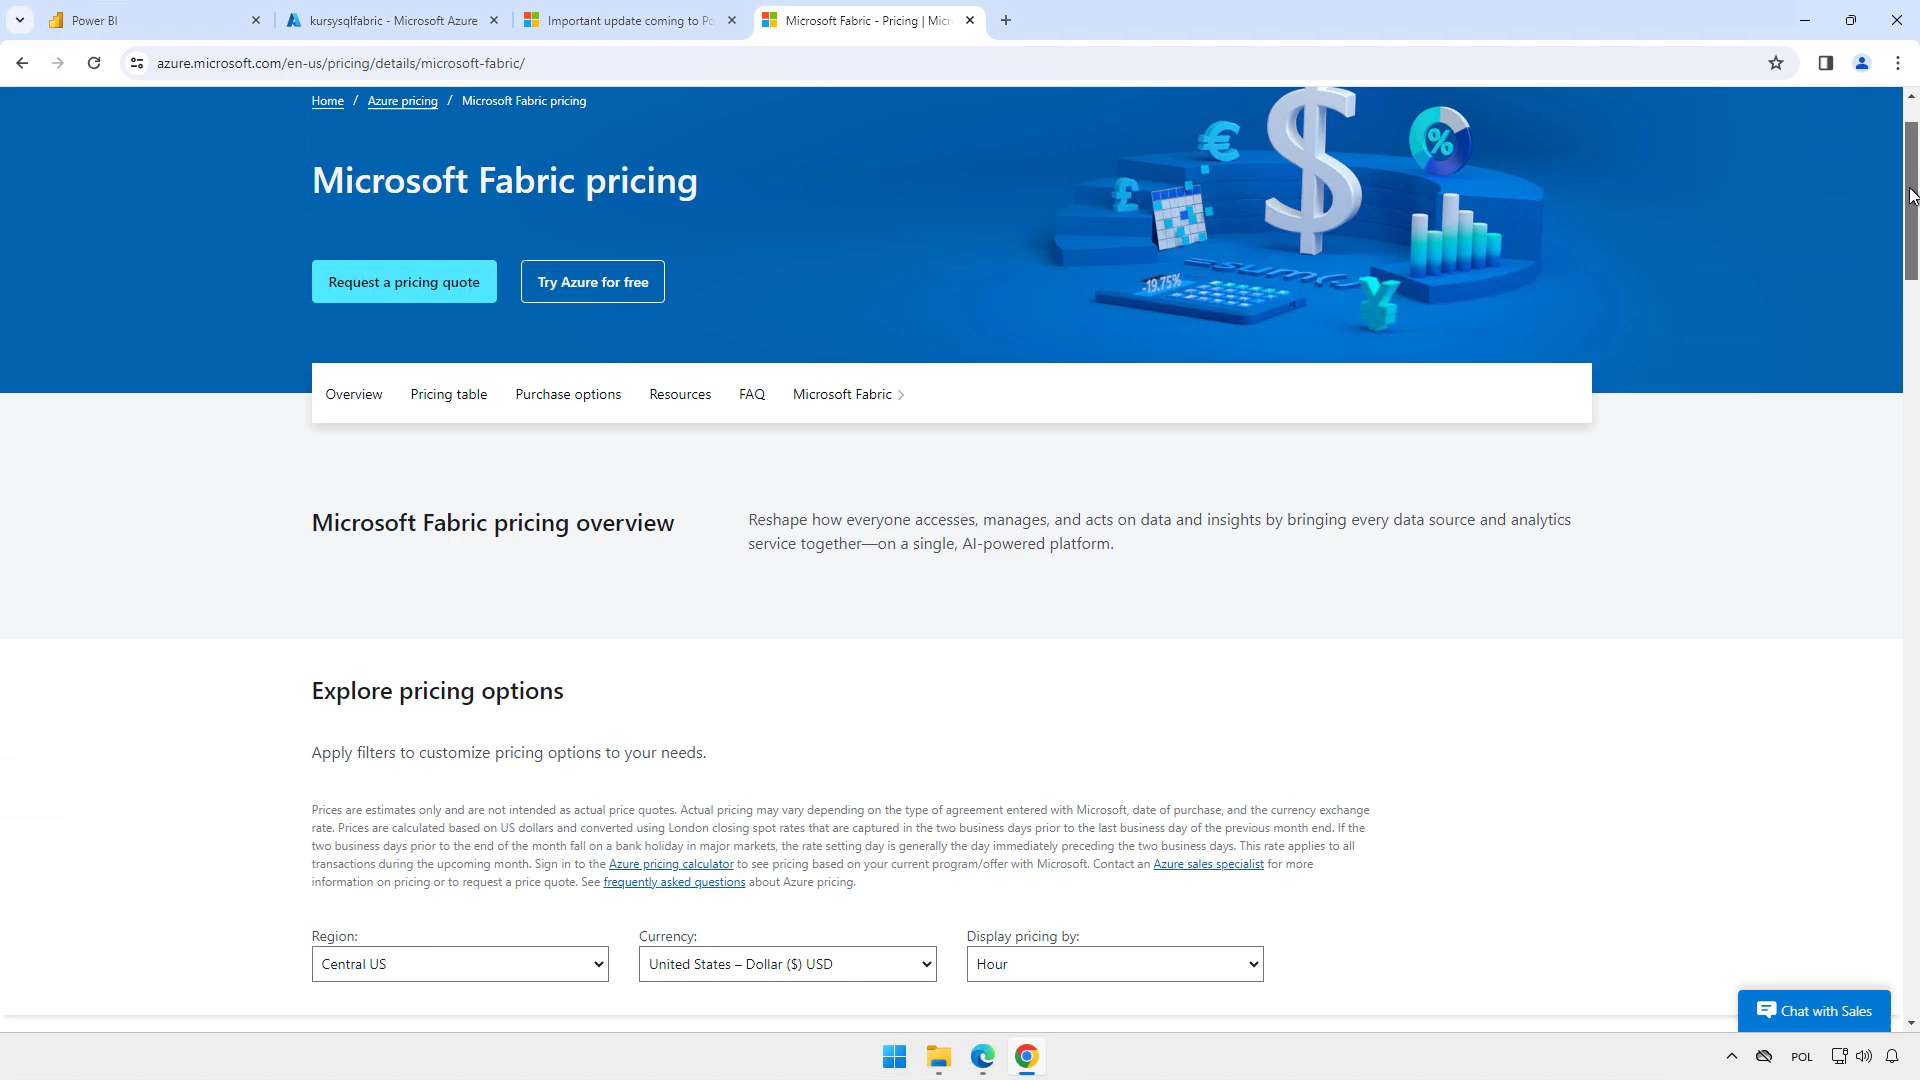 Power BI
kursysqlfabric - Microsoft Azure
Important update coming to Po
Microsoft Fabric - Pricing | Micr
azure.microsoft.com/en-us/pricing/details/microsoft-fabric/
Home / Azure pricing / Microsoft Fabric pricing
Microsoft Fabric pricing
Request a pricing quote
Try Azure for free
$
€
£
%
-19.75%
=sum(
¥
Overview
Pricing table
Purchase options
Resources
FAQ
Microsoft Fabric
Microsoft Fabric pricing overview
Reshape how everyone accesses, manages, and acts on data and insights by bringing every data source and analytics
service together—on a single, AI-powered platform.
Explore pricing options
Apply filters to customize pricing options to your needs.
Prices are estimates only and are not intended as actual price quotes. Actual pricing may vary depending on the type of agreement entered with Microsoft, date of purchase, and the currency exchange
rate. Prices are calculated based on US dollars and converted using London closing spot rates that are captured in the two business days prior to the last business day of the previous month end. If the
two business days prior to the end of the month fall on a bank holiday in major markets, the rate setting day is generally the day immediately preceding the two business days. This rate applies to all
transactions during the upcoming month. Sign in to the Azure pricing calculator to see pricing based on your current program/offer with Microsoft. Contact an Azure sales specialist for more
information on pricing or to request a price quote. See frequently asked questions about Azure pricing.
Region:
Currency:
Display pricing by:
Central US
United States – Dollar ($) USD
Hour
Chat with Sales
POL